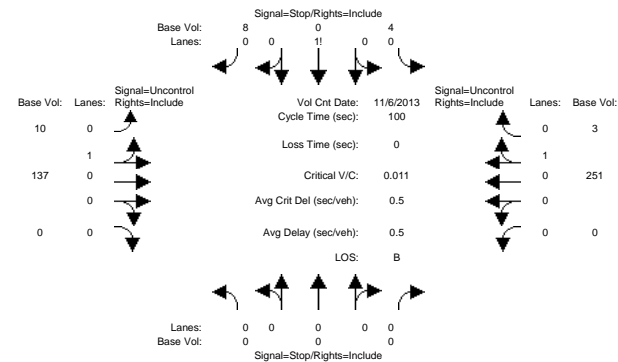 Signal=Stop/Rights=Include
Base Vol: 8 0 4
Lanes: 0 0 1! 0 0
Signal=Uncontrol
Base Vol: Lanes: Rights=Include
Vol Cnt Date: 11/6/2013
Signal=Uncontrol
Rights=Include Lanes: Base Vol:
Cycle Time (sec): 100
10 0
0 3
Loss Time (sec): 0
1
1
137 0
Critical V/C: 0.011
0 251
0
Avg Crit Del (sec/veh): 0.5
0
0 0
Avg Delay (sec/veh): 0.5
0 0
LOS: B
Lanes: 0 0 0 0 0
Base Vol: 0 0 0
Signal=Stop/Rights=Include